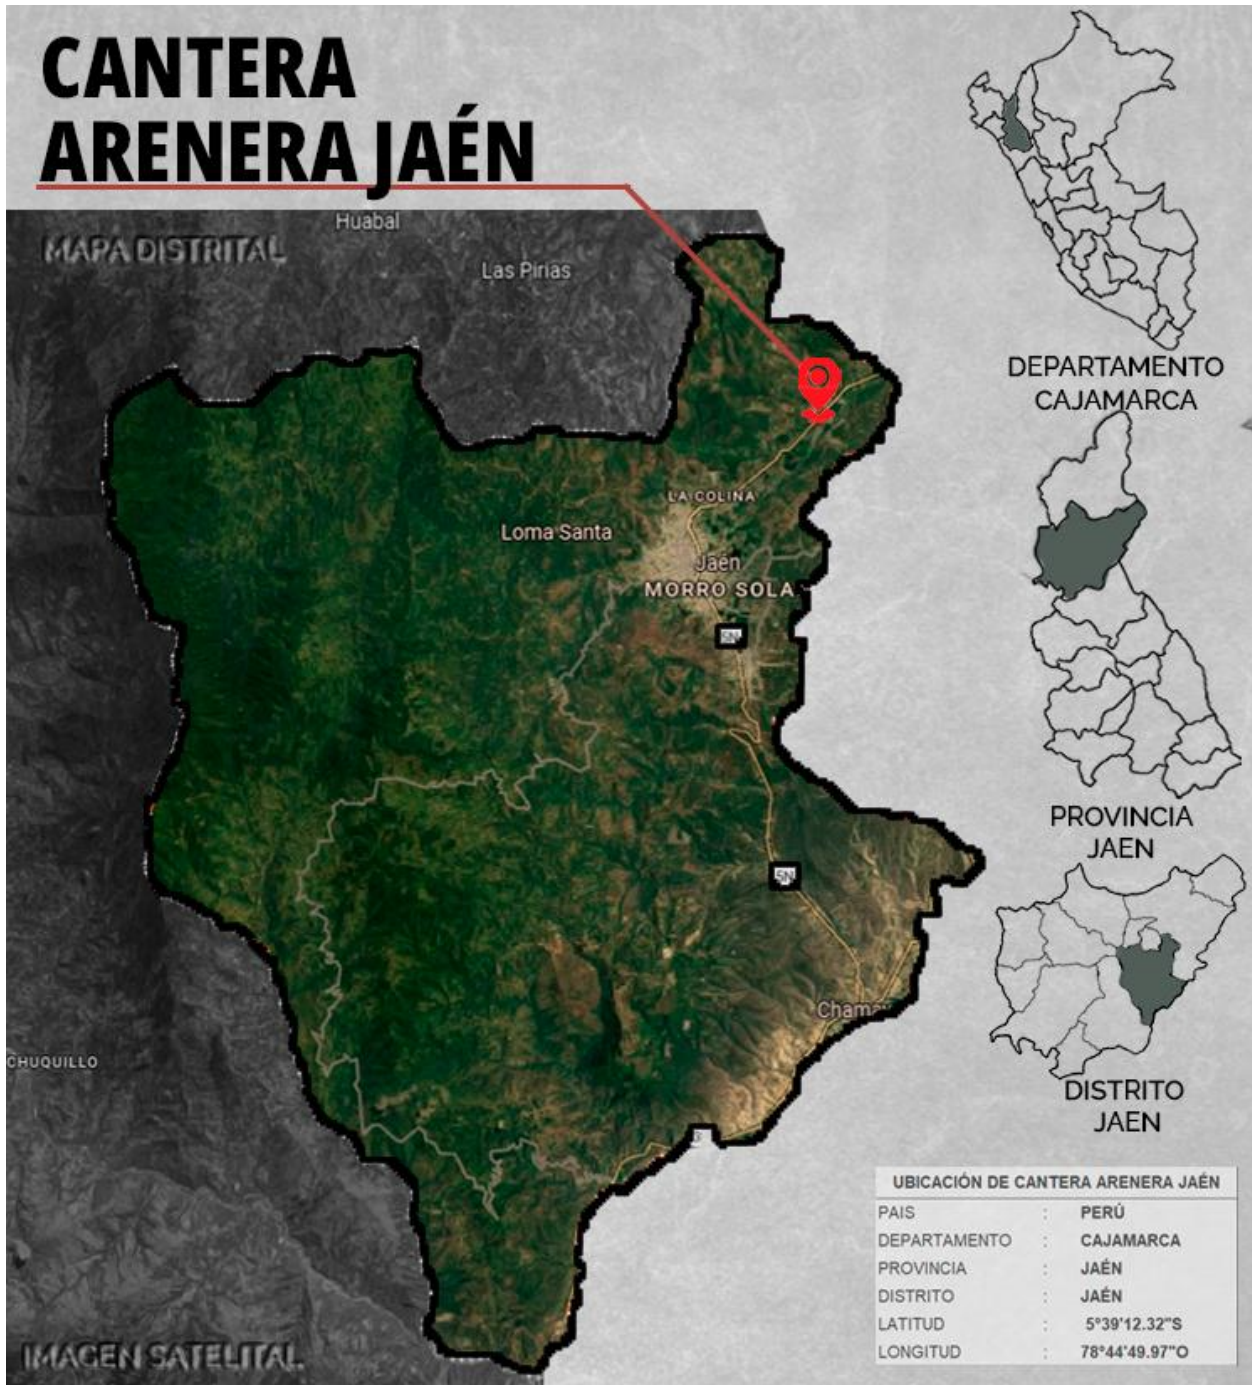 CANTERA
ARENERA JAÉN
MAPA DISTRITAL
Huabal
Las Pirias
LA COLINA
Loma Santa
Jaén
MORRO SOLA
5N
5N
CHUQUILLO
IMAGEN SATELITAL
DEPARTAMENTO
CAJAMARCA
PROVINCIA
JAEN
DISTRITO
JAEN
UBICACIÓN DE CANTERA ARENERA JAÉN
PAIS : PERÚ
DEPARTAMENTO : CAJAMARCA
PROVINCIA : JAÉN
DISTRITO : JAÉN
LATITUD : 5°39'12.32"S
LONGITUD : 78°44'49.97"O